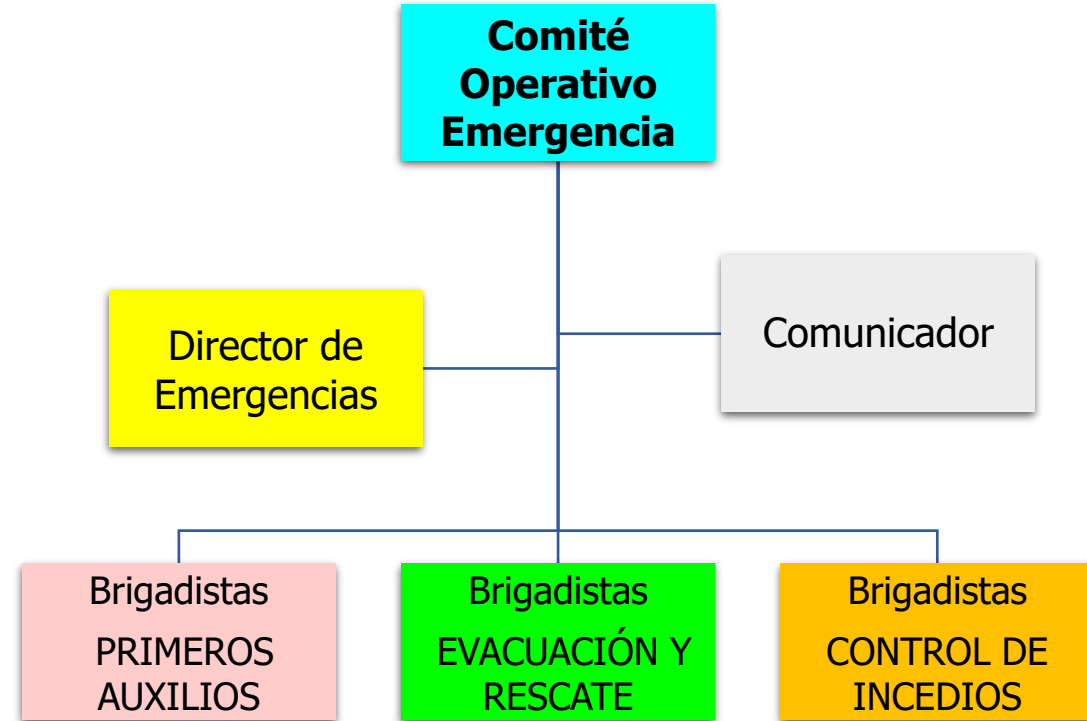 Comité
Operativo
Emergencia
Director de
Emergencias
Comunicador
Brigadistas
PRIMEROS
AUXILIOS
Brigadistas
EVACUACIÓN Y
RESCATE
Brigadistas
CONTROL DE
INCEDIOS